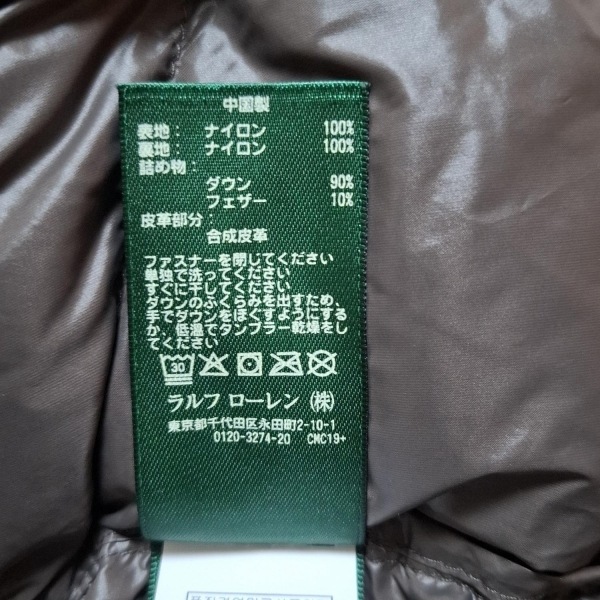 中国製
表地： ナイロン 100%
裏地： ナイロン 100%
詰め物：
ダウン 90%
フェザー 10%
皮革部分：
合成皮革
ファスナーを閉じてください
単独で洗ってください
すぐに干してください
ダウンのふくらみを出すため、
手でダウンをほぐすようにする
か、低温でタンブラー乾燥をし
てください
30
ラルフ ローレン (株)
東京都千代田区永田町2-10-1
0120-3274-20 CMC19+